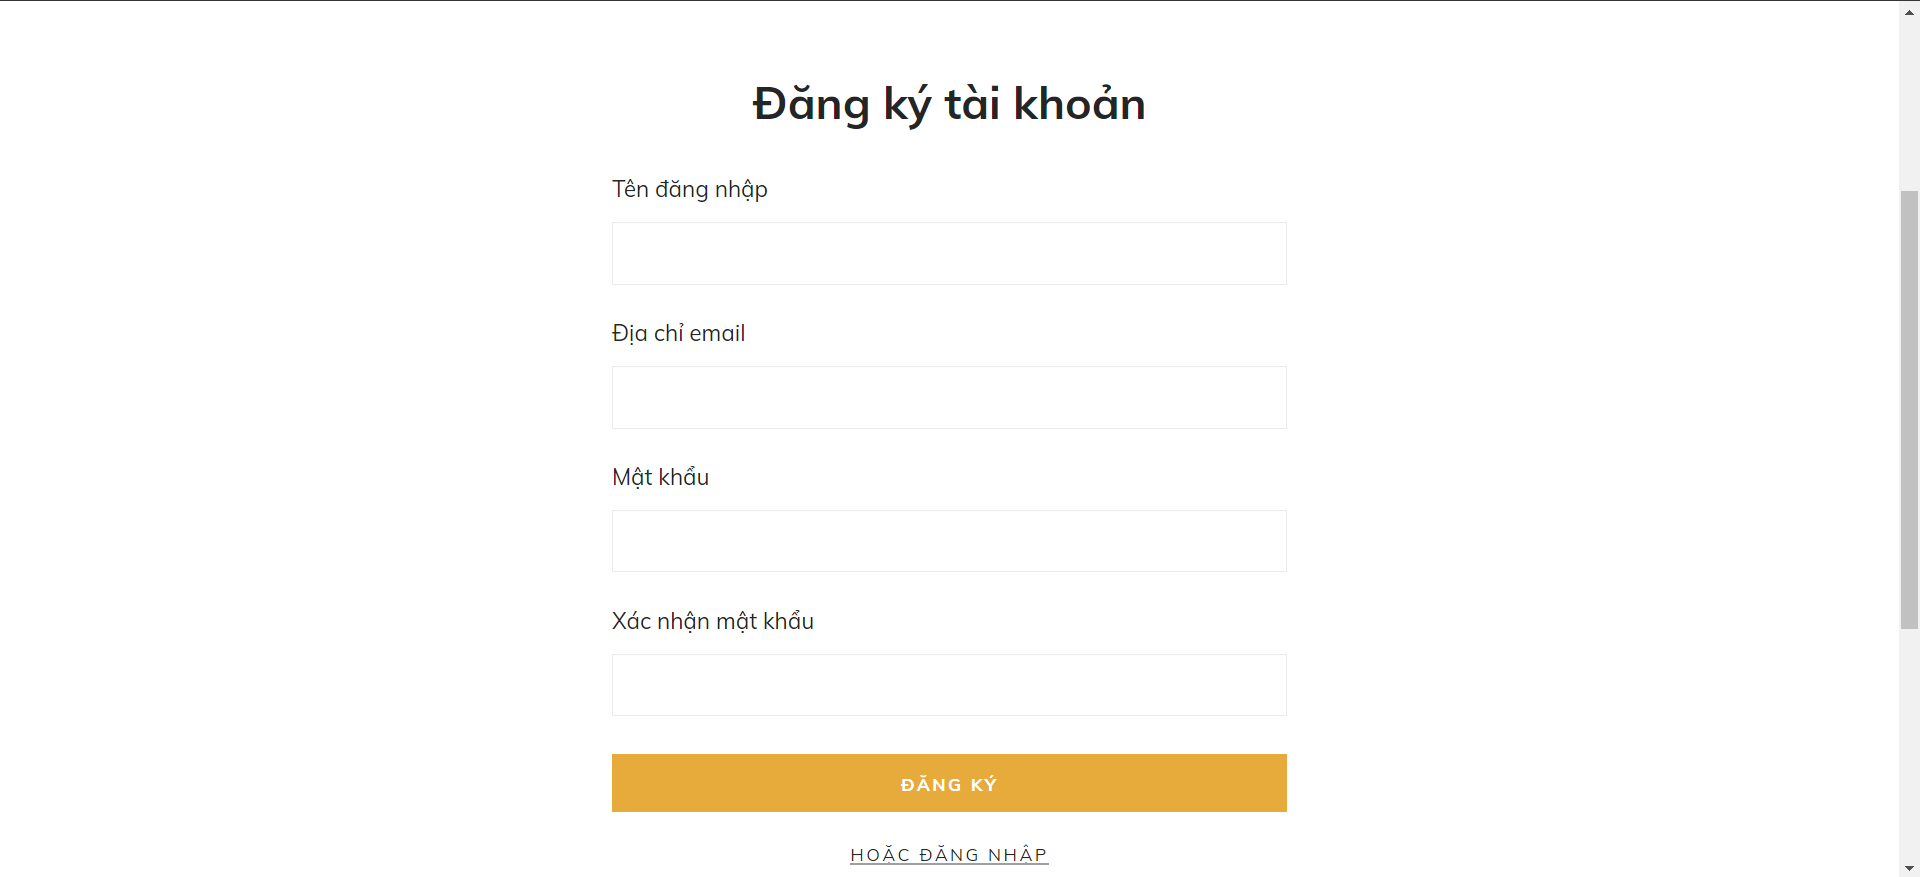 Đăng ký tài khoản
Tên đăng nhập
Địa chỉ email
Mật khẩu
Xác nhận mật khẩu
ĐĂNG KÝ
HOẶC ĐĂNG NHẬP